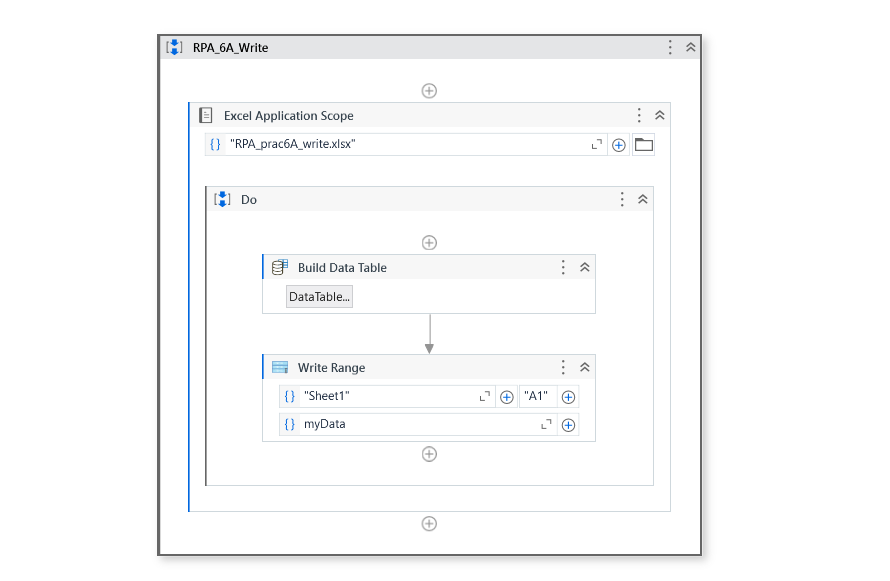 RPA_6A_Write
Excel Application Scope
{} "RPA_prac6A_write.xlsx"
Do
Build Data Table
DataTable...
Write Range
{} "Sheet1" "A1"
{} myData